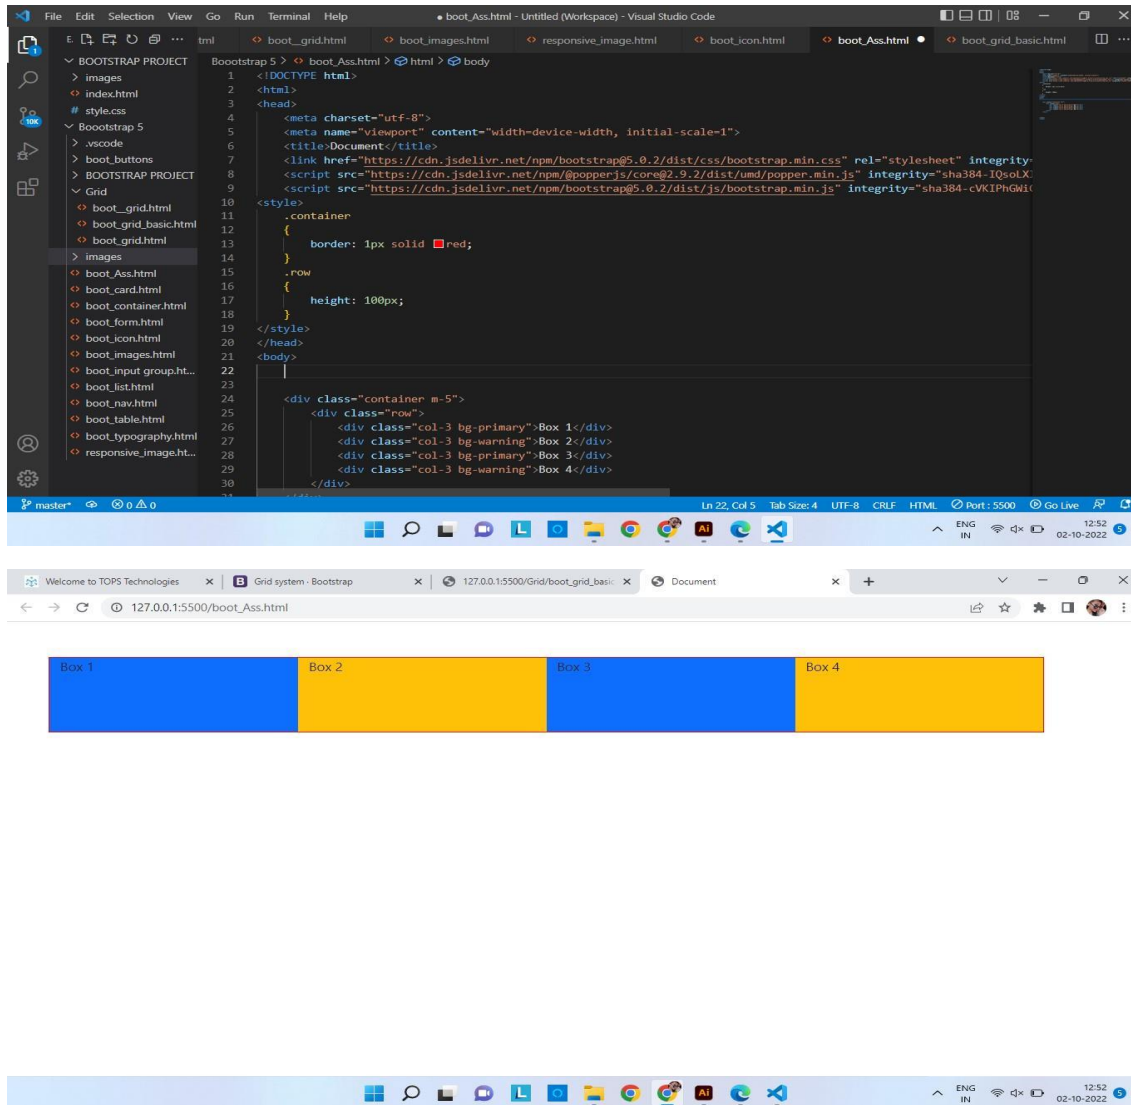 File Edit Selection View Go Run Terminal Help
● boot_Ass.html - Untitled (Workspace) - Visual Studio Code
E. ···
tml boot__grid.html boot_images.html responsive_image.html boot_icon.html boot_Ass.html ● boot_grid_basic.html ···
BOOTSTRAP PROJECT
images
index.html
# style.css
Boootstrap 5
.vscode
boot_buttons
BOOTSTRAP PROJECT
Grid
boot__grid.html
boot_grid_basic.html
boot_grid.html
images
boot_Ass.html
boot_card.html
boot_container.html
boot_form.html
boot_icon.html
boot_images.html
boot_input group.ht...
boot_list.html
boot_nav.html
boot_table.html
boot_typography.html
responsive_image.ht...
1
10K
Boootstrap 5 > boot_Ass.html > html > body
1 <!DOCTYPE html>
2 <html>
3 <head>
4 <meta charset="utf-8">
5 <meta name="viewport" content="width=device-width, initial-scale=1">
6 <title>Document</title>
7 <link href="https://cdn.jsdelivr.net/npm/bootstrap@5.0.2/dist/css/bootstrap.min.css" rel="stylesheet" integrity=
8 <script src="https://cdn.jsdelivr.net/npm/@popperjs/core@2.9.2/dist/umd/popper.min.js" integrity="sha384-IQsoLX
9 <script src="https://cdn.jsdelivr.net/npm/bootstrap@5.0.2/dist/js/bootstrap.min.js" integrity="sha384-cVKIPhGWi
10 <style>
11 .container
12 {
13 border: 1px solid red;
14 }
15 .row
16 {
17 height: 100px;
18 }
19 </style>
20 </head>
21 <body>
22
23
24 <div class="container m-5">
25 <div class="row">
26 <div class="col-3 bg-primary">Box 1</div>
27 <div class="col-3 bg-warning">Box 2</div>
28 <div class="col-3 bg-primary">Box 3</div>
29 <div class="col-3 bg-warning">Box 4</div>
30 </div>
master* 0 0 Ln 22, Col 5 Tab Size: 4 UTF-8 CRLF HTML Port : 5500 Go Live
L Ai ENG IN 12:52 02-10-2022 5
Welcome to TOPS Technologies × B Grid system · Bootstrap × 127.0.0.1:5500/Grid/boot_grid_basic × Document × +
127.0.0.1:5500/boot_Ass.html
Box 1 Box 2 Box 3 Box 4
L Ai ENG IN 12:52 02-10-2022 5